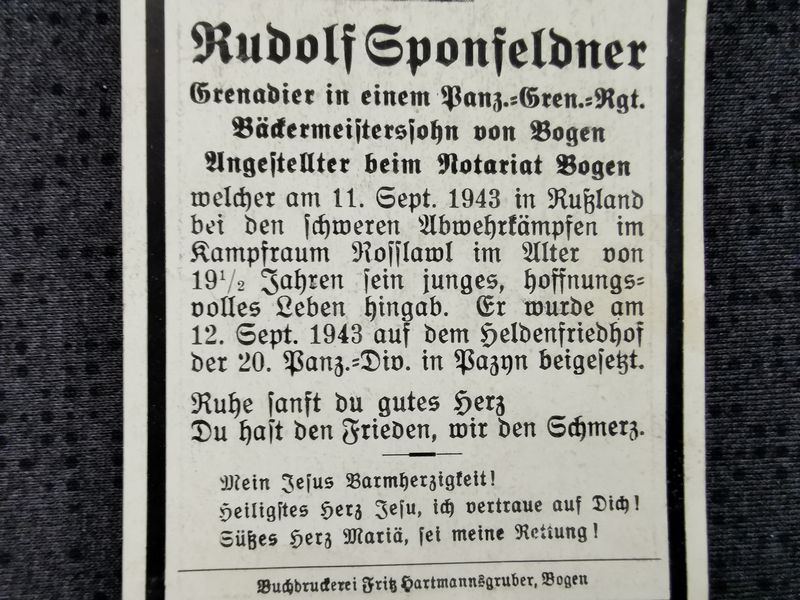 Rudolf Sponfeldner
Grenadier in einem Panz.-Gren.-Rgt.
Bäckermeisterssohn von Bogen
Angestellter beim Notariat Bogen
welcher am 11. Sept. 1943 in Rußland
bei den schweren Abwehrkämpfen im
Kampfraum Rosslawl im Alter von
19½ Jahren sein junges, hoffnungs-
volles Leben hingab. Er wurde am
12. Sept. 1943 auf dem Heldenfriedhof
der 20. Panz.-Div. in Pazyn beigesetzt.
Ruhe sanft du gutes Herz
Du hast den Frieden, wir den Schmerz.
Mein Jesus Barmherzigkeit!
Heiligstes Herz Jesu, ich vertraue auf Dich!
Süßes Herz Mariä, sei meine Rettung!
Buchdruckerei Fritz Hartmannsgruber, Bogen